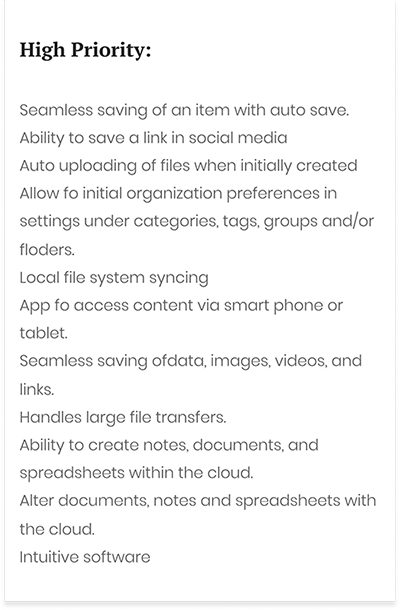 High Priority:
Seamless saving of an item with auto save.
Ability to save a link in social media
Auto uploading of files when initially created
Allow fo initial organization preferences in
settings under categories, tags, groups and/or
floders.
Local file system syncing
App fo access content via smart phone or
tablet.
Seamless saving ofdata, images, videos, and
links.
Handles large file transfers.
Ability to create notes, documents, and
spreadsheets within the cloud.
Alter documents, notes and spreadsheets with
the cloud.
Intuitive software